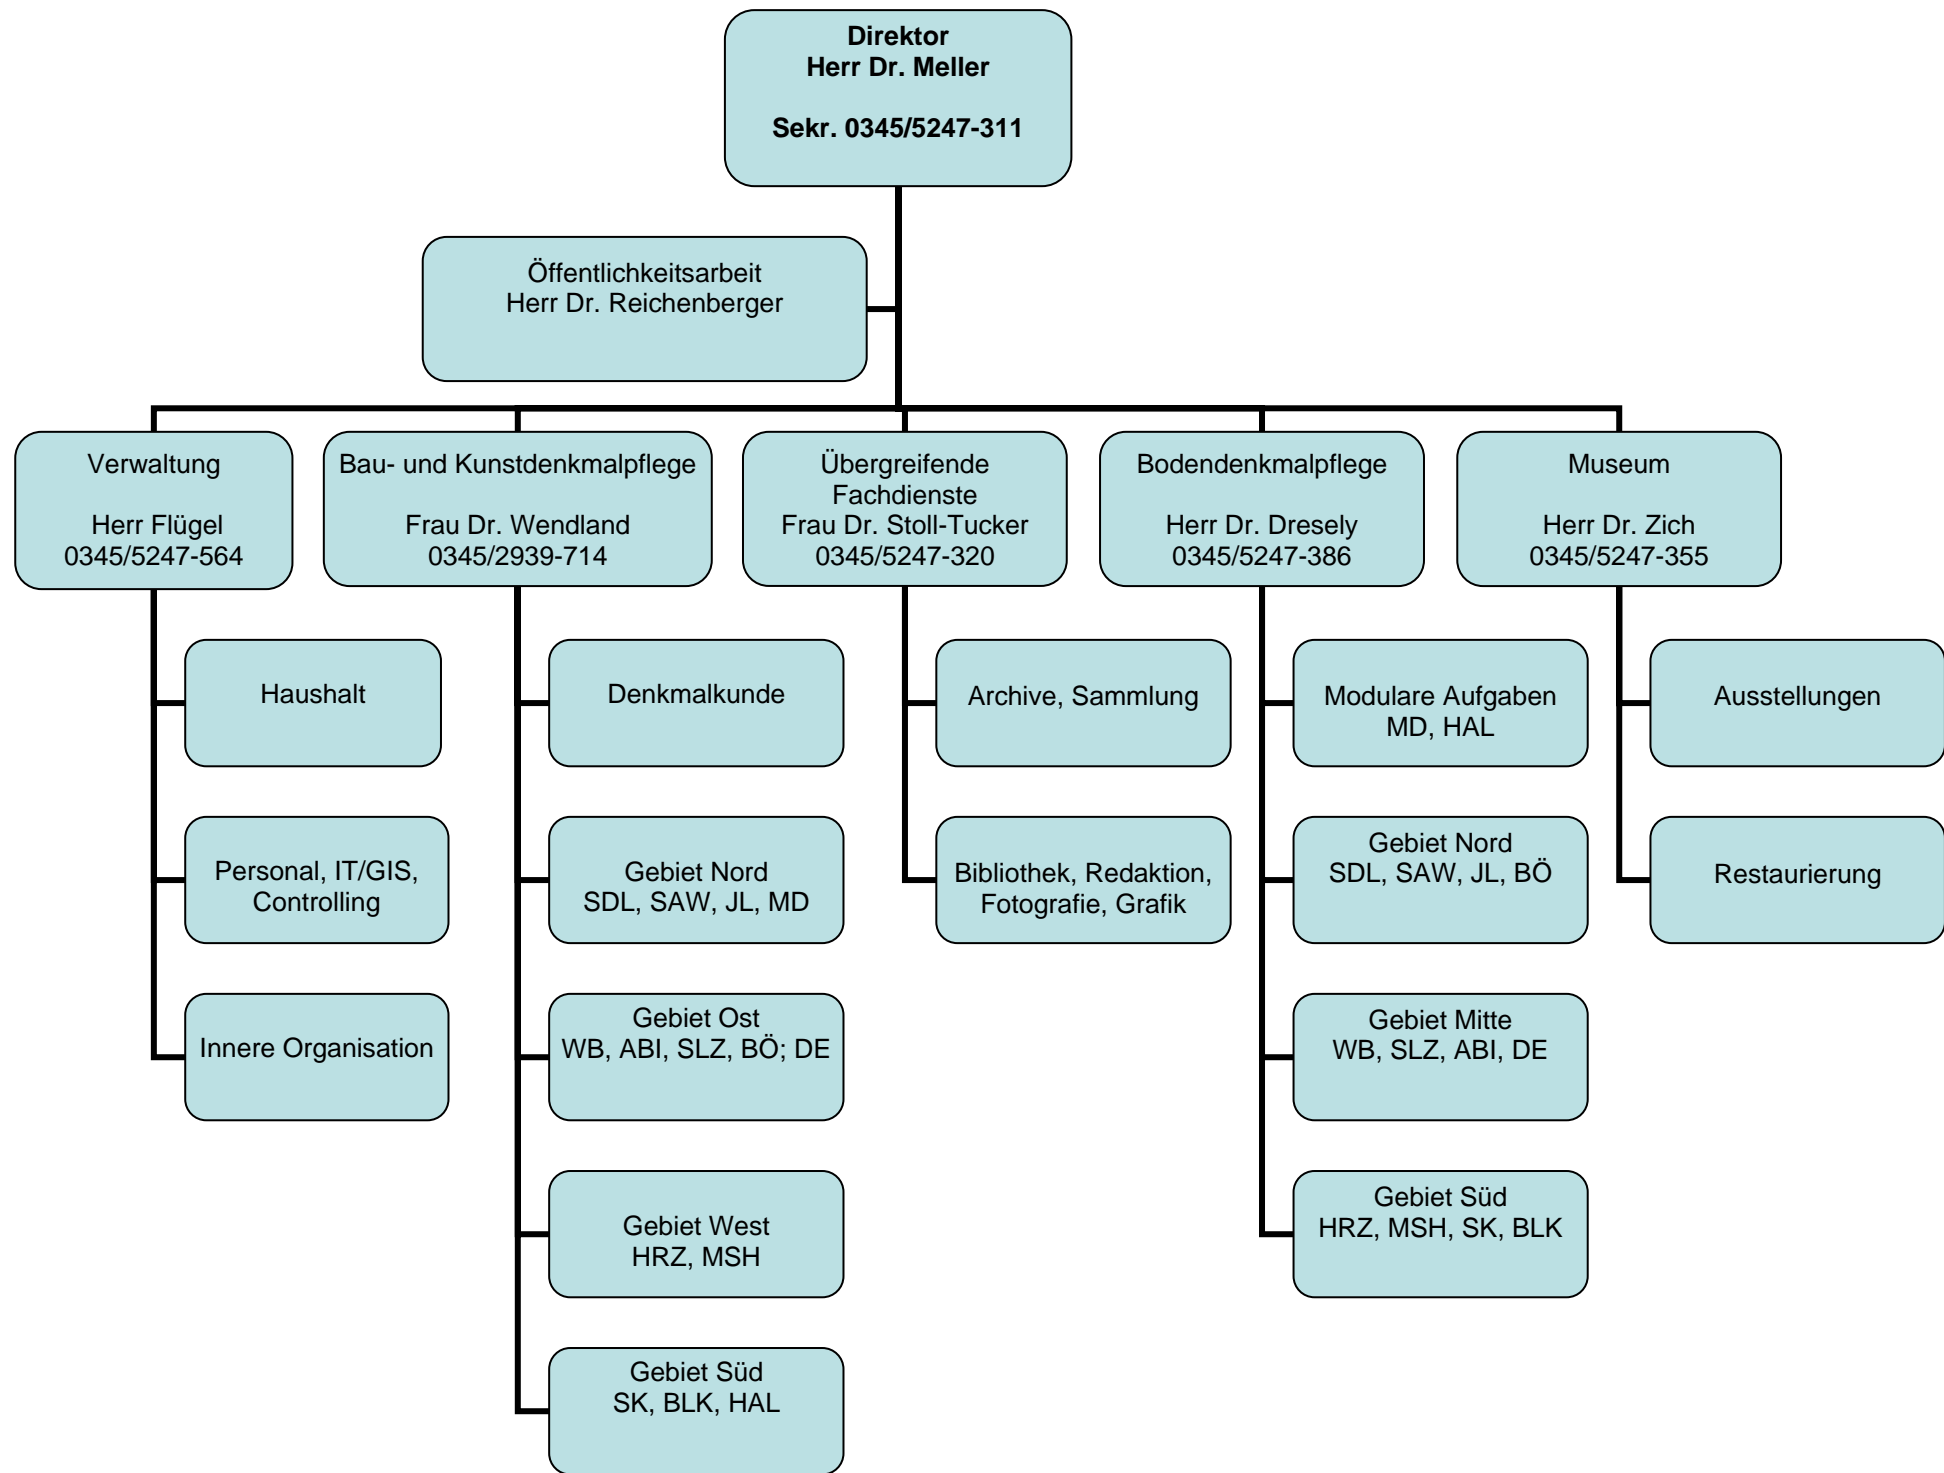 Direktor
Herr Dr. Meller
Sekr. 0345/5247-311
Öffentlichkeitsarbeit
Herr Dr. Reichenberger
Verwaltung
Herr Flügel
0345/5247-564
Bau- und Kunstdenkmalpflege
Frau Dr. Wendland
0345/2939-714
Übergreifende
Fachdienste
Frau Dr. Stoll-Tucker
0345/5247-320
Bodendenkmalpflege
Herr Dr. Dresely
0345/5247-386
Museum
Herr Dr. Zich
0345/5247-355
Haushalt
Personal, IT/GIS,
Controlling
Innere Organisation
Denkmalkunde
Gebiet Nord
SDL, SAW, JL, MD
Gebiet Ost
WB, ABI, SLZ, BÖ; DE
Gebiet West
HRZ, MSH
Gebiet Süd
SK, BLK, HAL
Archive, Sammlung
Bibliothek, Redaktion,
Fotografie, Grafik
Modulare Aufgaben
MD, HAL
Gebiet Nord
SDL, SAW, JL, BÖ
Gebiet Mitte
WB, SLZ, ABI, DE
Gebiet Süd
HRZ, MSH, SK, BLK
Ausstellungen
Restaurierung